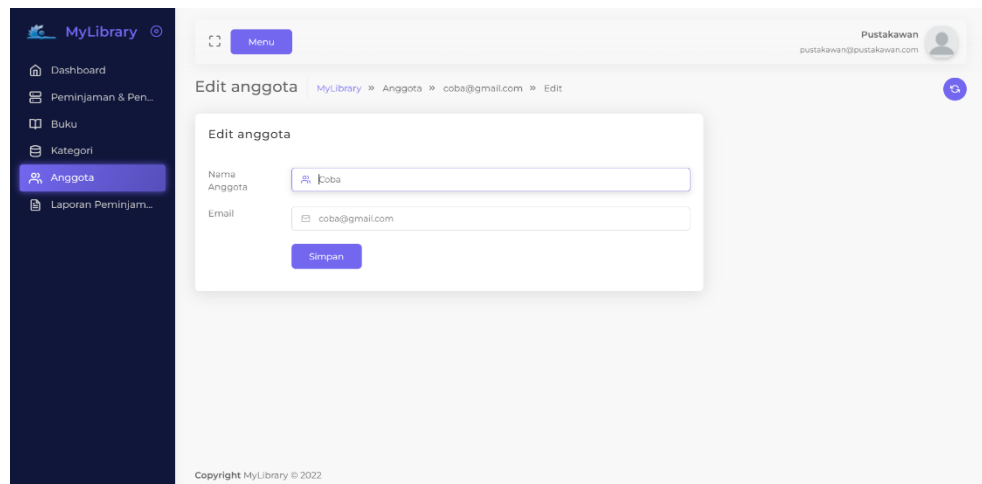 MyLibrary
Dashboard
Peminjaman & Pen...
Buku
Kategori
Anggota
Laporan Peminjam...
Menu
Pustakawan
pustakawan@pustakawan.com
Edit anggota
MyLibrary » Anggota » coba@gmail.com » Edit
Edit anggota
Nama
Anggota
Coba
Email
coba@gmail.com
Simpan
Copyright MyLibrary © 2022